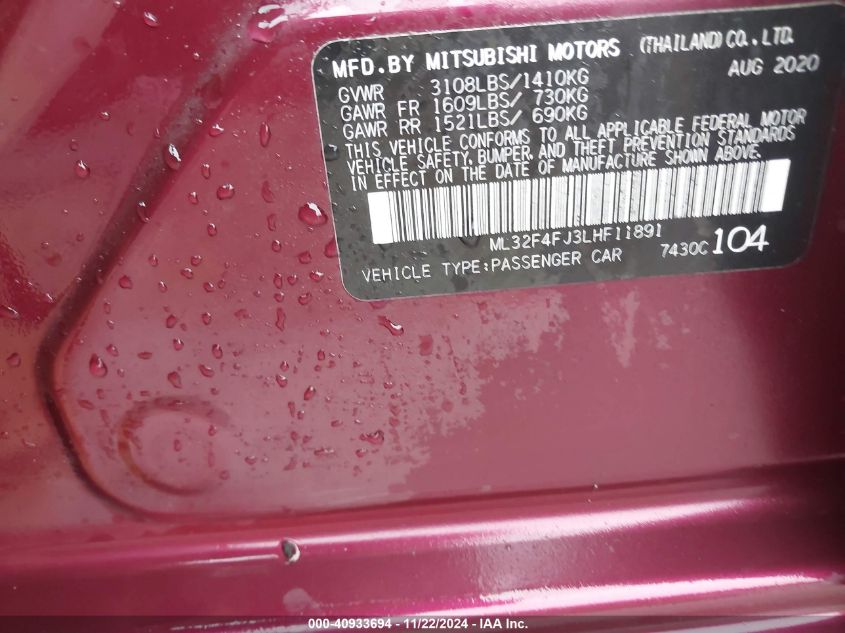 MFD.BY MITSUBISHI MOTORS (THAILAND) CO., LTD.
AUG 2020
GVWR 3108LBS/1410KG
GAWR FR 1609LBS/ 730KG
GAWR RR 1521LBS/ 690KG
THIS VEHICLE CONFORMS TO ALL APPLICABLE FEDERAL MOTOR
VEHICLE SAFETY, BUMPER, AND THEFT PREVENTION STANDARDS
IN EFFECT ON THE DATE OF MANUFACTURE SHOWN ABOVE.
ML32F4FJ3LHF11891
VEHICLE TYPE:PASSENGER CAR 7430C 104
000-40933694 - 11/22/2024 - IAA Inc.